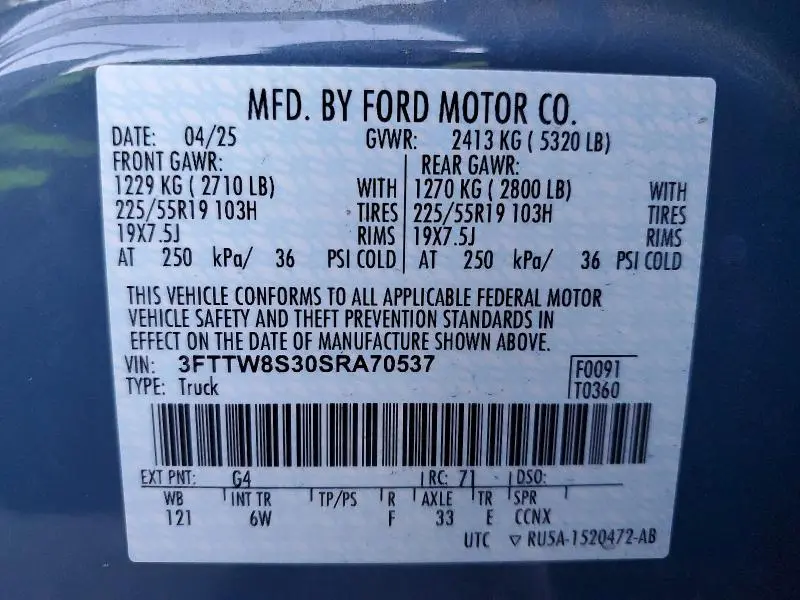 MFD. BY FORD MOTOR CO.
DATE: 04/25 GVWR: 2413 KG ( 5320 LB)
FRONT GAWR: REAR GAWR:
1229 KG ( 2710 LB) WITH 1270 KG ( 2800 LB) WITH
225/55R19 103H TIRES 225/55R19 103H TIRES
19X7.5J RIMS 19X7.5J RIMS
AT 250 kPa/ 36 PSI COLD AT 250 kPa/ 36 PSI COLD
THIS VEHICLE CONFORMS TO ALL APPLICABLE FEDERAL MOTOR
VEHICLE SAFETY AND THEFT PREVENTION STANDARDS IN
EFFECT ON THE DATE OF MANUFACTURE SHOWN ABOVE.
VIN: 3FTTW8S30SRA70537 F0091
TYPE: Truck T0360
EXT PNT: G4 RC: 71 DSO:
WB INT TR TP/PS R AXLE TR SPR
121 6W F 33 E CCNX
UTC ▽ RU5A-1520472-AB